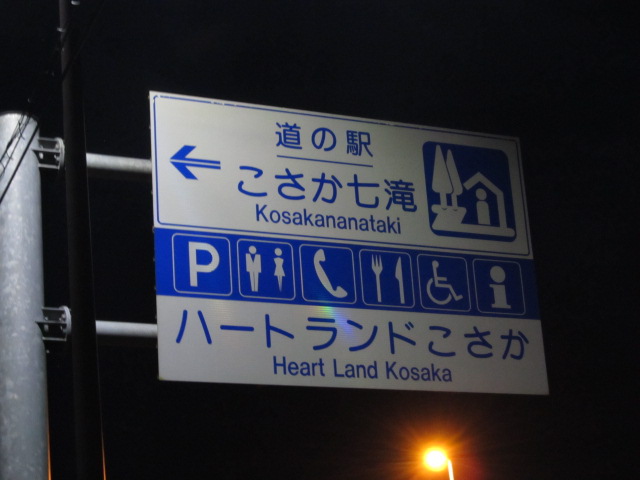 道の駅
こさか七滝
Kosakananataki
P
ハートランドこさか
Heart Land Kosaka